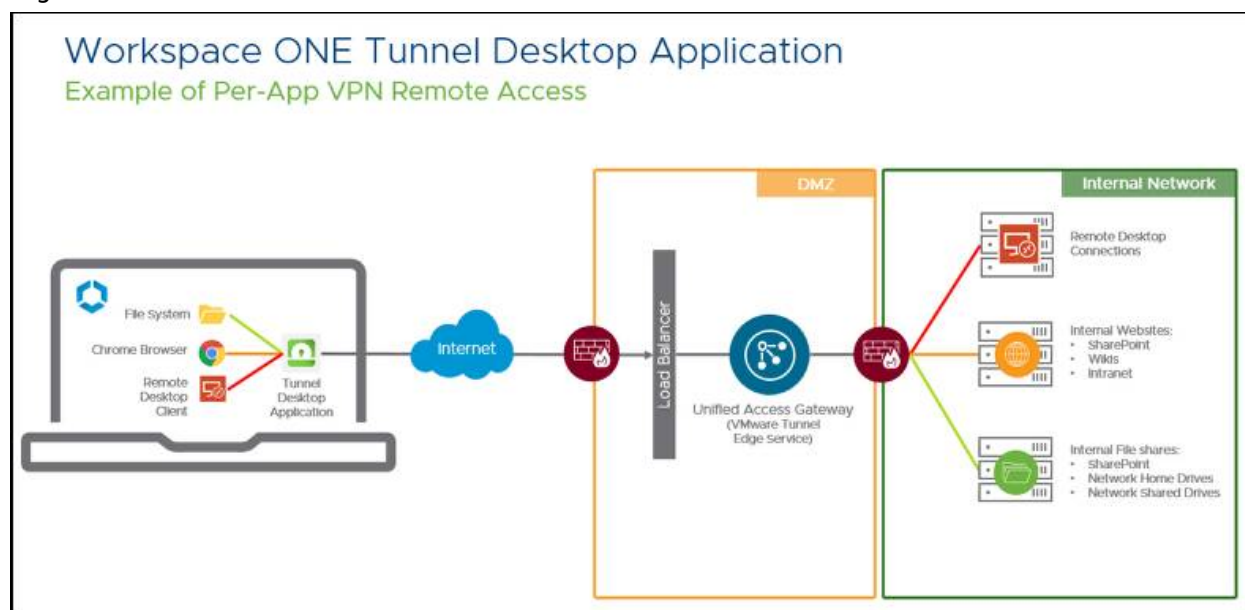 Workspace ONE Tunnel Desktop Application
Example of Per-App VPN Remote Access
DMZ
Internal Network
Remote Desktop
Connections
File System
Chrome Browser
Remote
Desktop
Client
Tunnel
Desktop
Application
Internet
Load Balancer
Unified Access Gateway
(VMware Tunnel
Edge Service)
Internal Websites:
• SharePoint
• Wikis
• Intranet
Internal File shares:
• SharePoint
• Network Home Drives
• Network Shared Drives